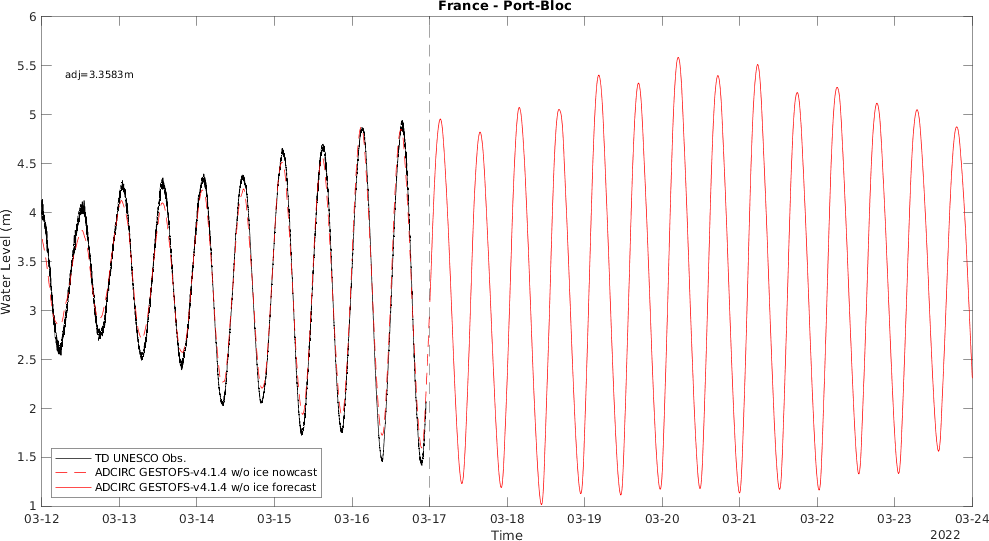 France - Port-Bloc
6
5.5
5
4.5
4
3.5
3
2.5
2
1.5
1
Water Level (m)
adj=3.3583m
TD UNESCO Obs.
ADCIRC GESTOFS-v4.1.4 w/o ice nowcast
ADCIRC GESTOFS-v4.1.4 w/o ice forecast
03-12 03-13 03-14 03-15 03-16 03-17 03-18 03-19 03-20 03-21 03-22 03-23 03-24
Time
2022